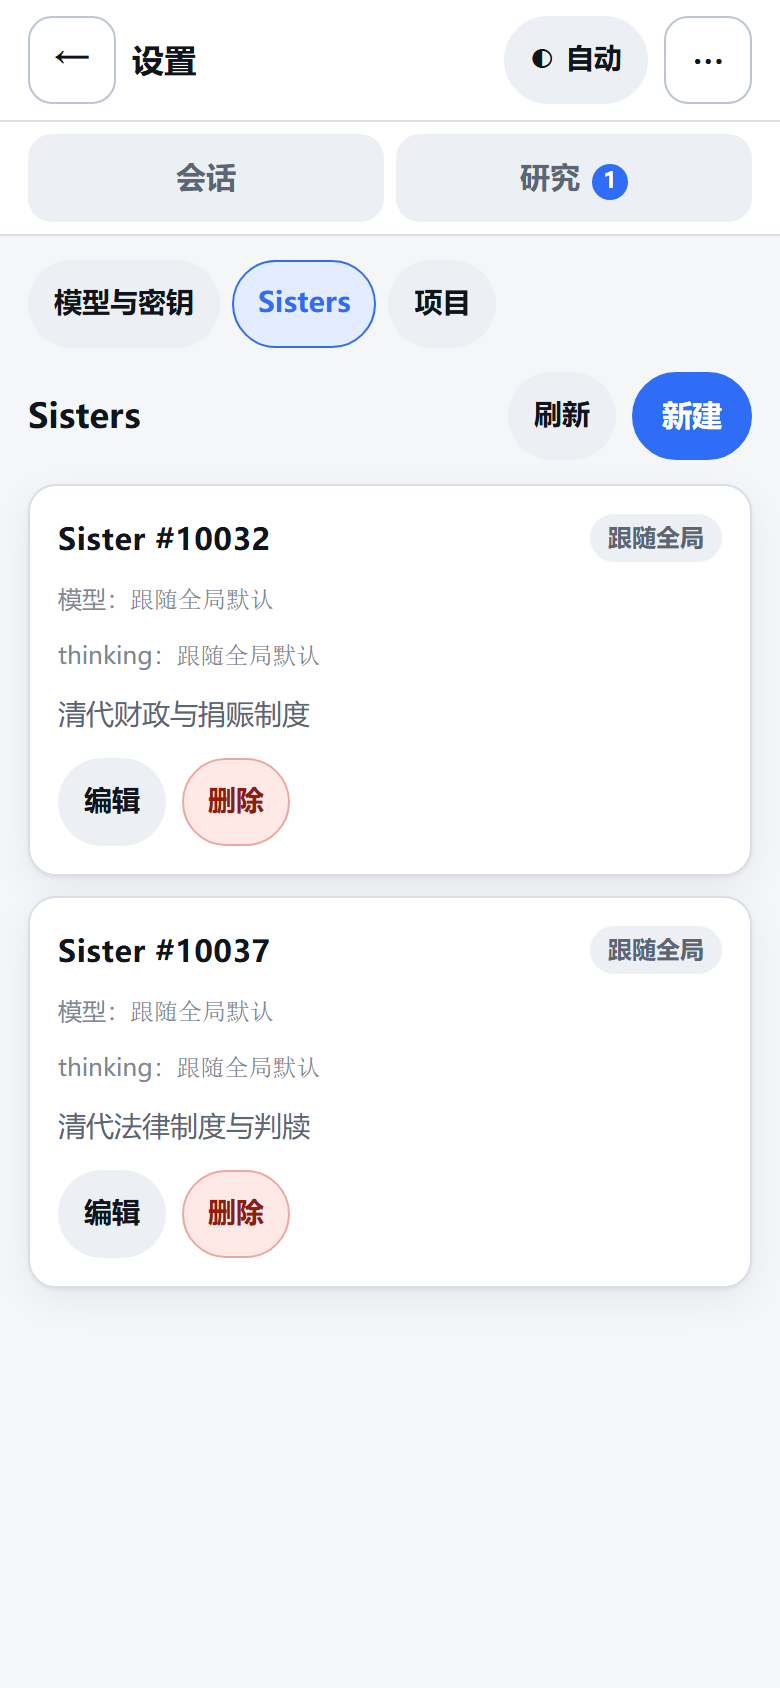 ← 设置 ◐ 自动 ...
会话 研究 1
模型与密钥 Sisters 项目
Sisters 刷新 新建
Sister #10032 跟随全局
模型：跟随全局默认
thinking：跟随全局默认
清代财政与捐赈制度
编辑 删除
Sister #10037 跟随全局
模型：跟随全局默认
thinking：跟随全局默认
清代法律制度与判牍
编辑 删除